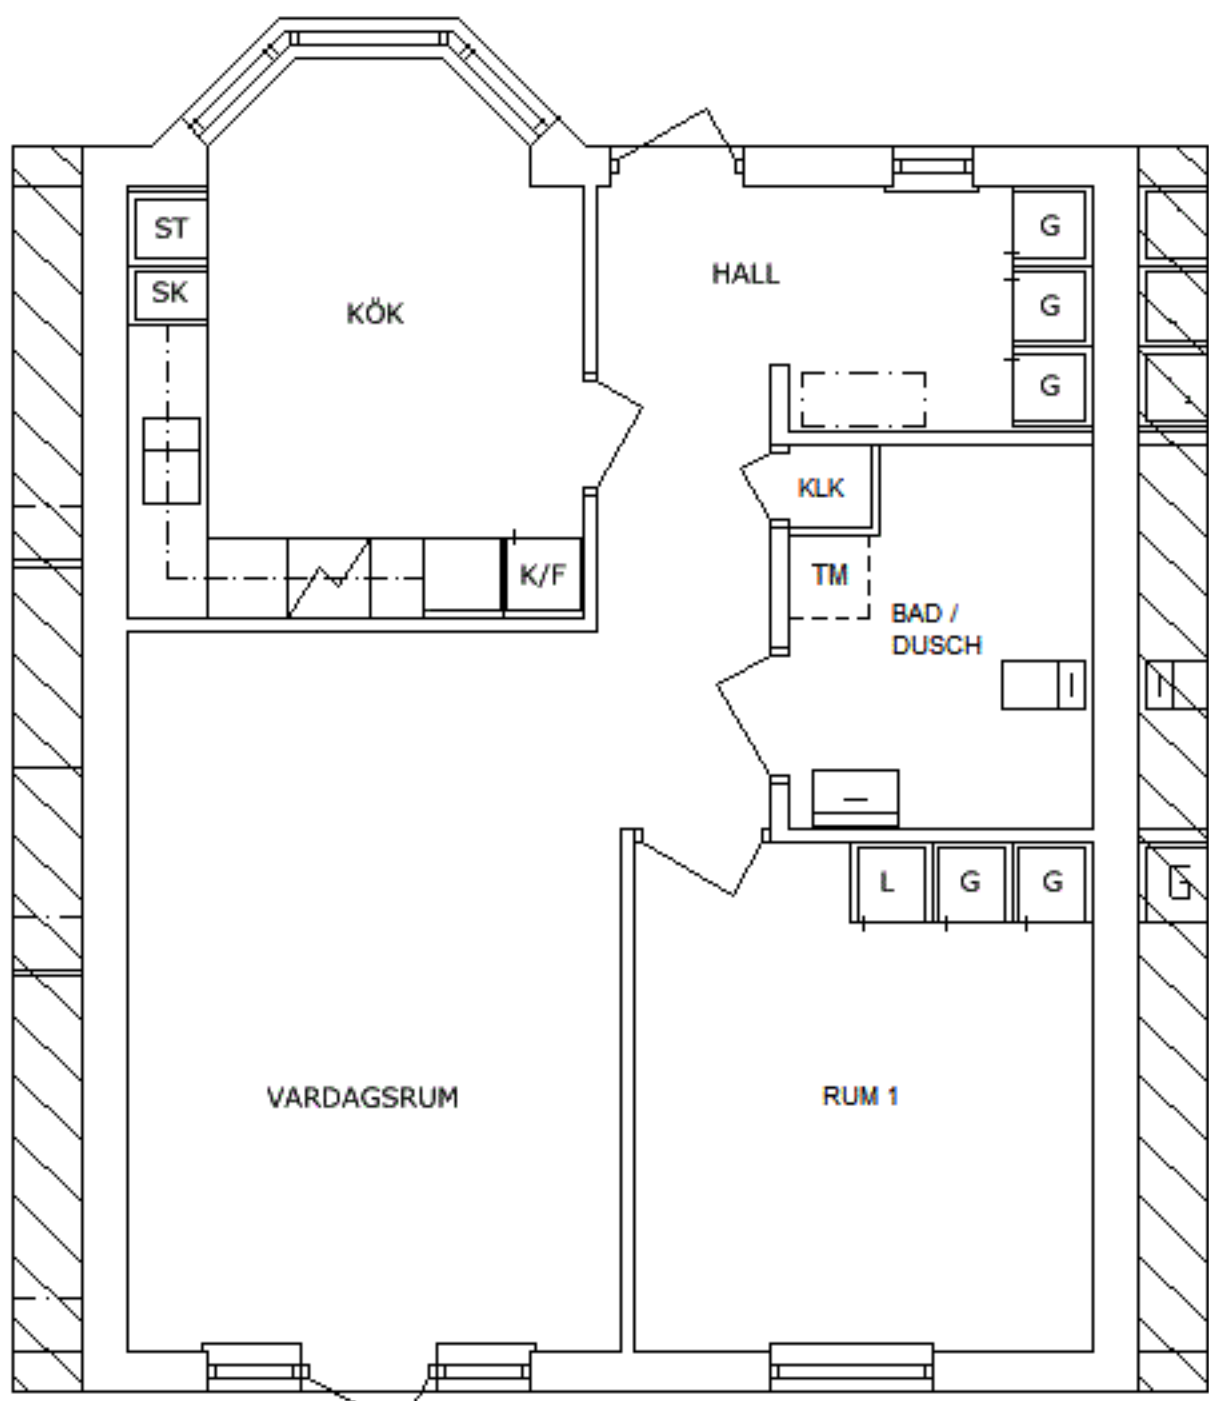 ST
SK
KÖK
HALL
G
G
G
KLK
K/F
TM
BAD /
DUSCH
L
G
G
G
VARDAGSRUM
RUM 1